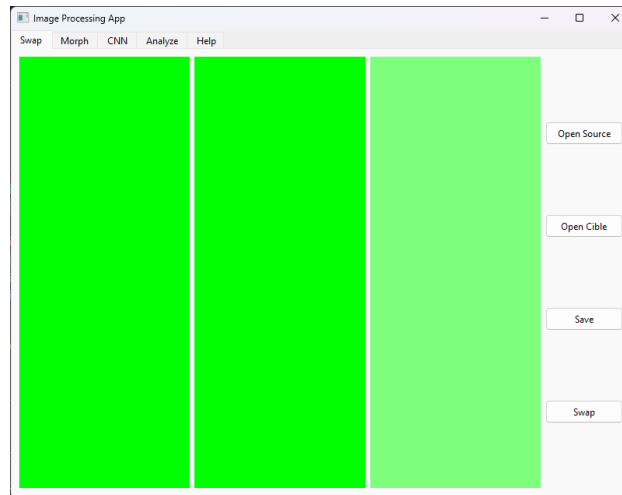 Image Processing App
Swap Morph CNN Analyze Help
Open Source
Open Cible
Save
Swap